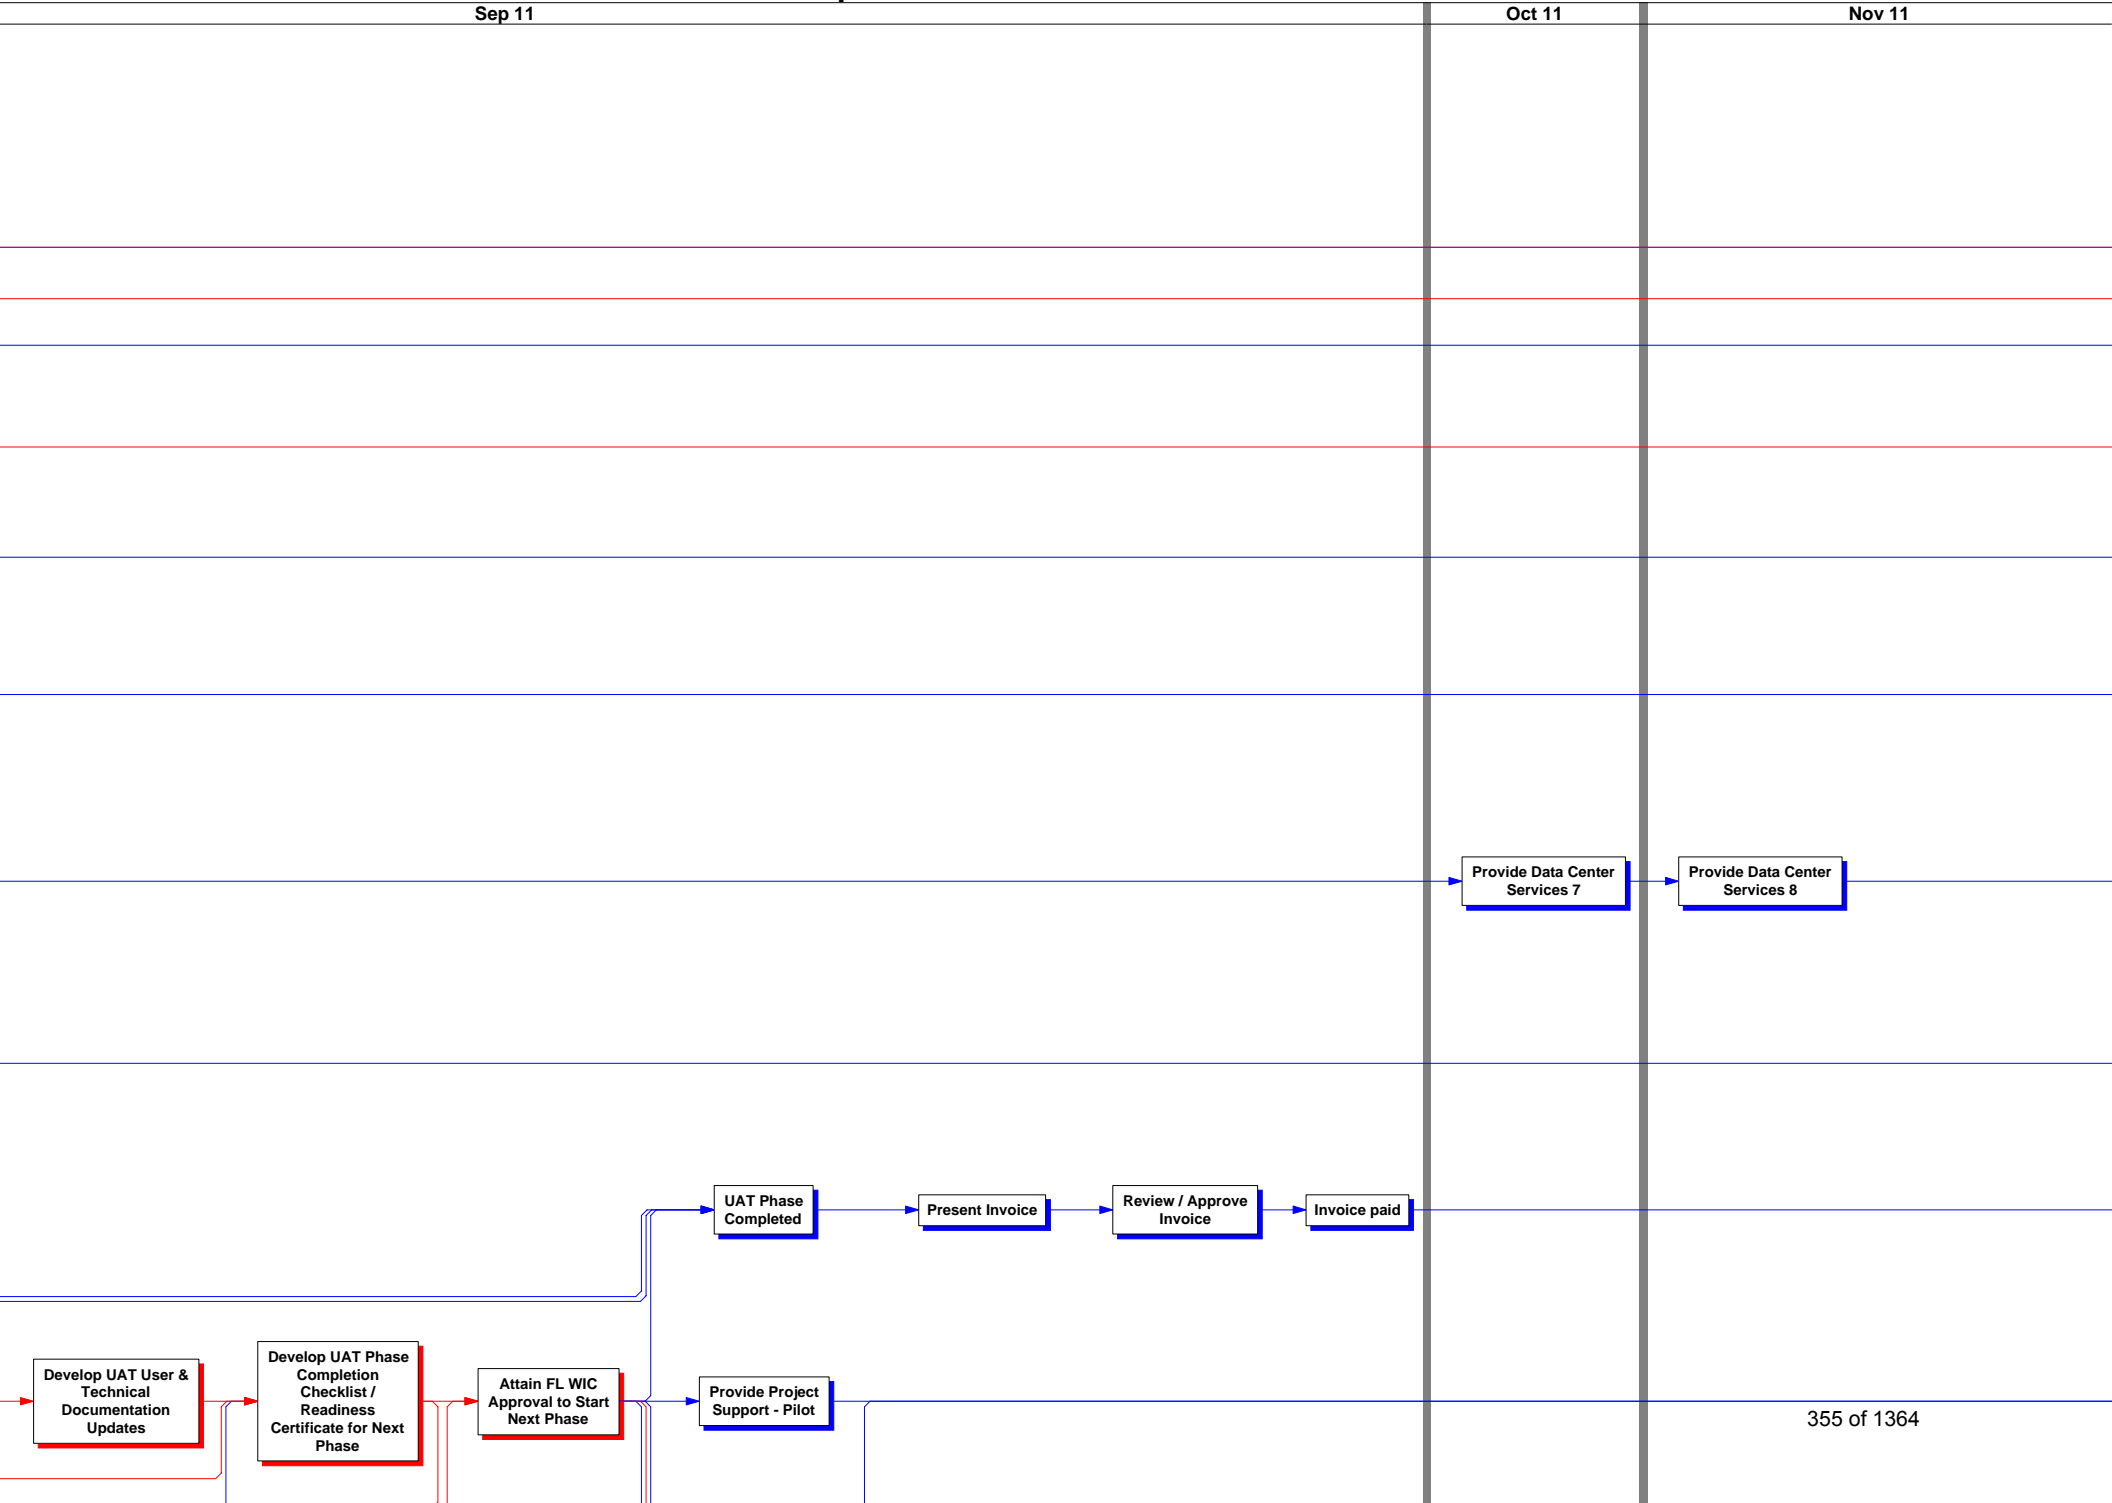 Sep 11
Oct 11
Nov 11
Provide Data Center
Services 7
Provide Data Center
Services 8
UAT Phase
Completed
Present Invoice
Review / Approve
Invoice
Invoice paid
Develop UAT User &
Technical
Documentation
Updates
Develop UAT Phase
Completion
Checklist /
Readiness
Certificate for Next
Phase
Attain FL WIC
Approval to Start
Next Phase
Provide Project
Support - Pilot
355 of 1364